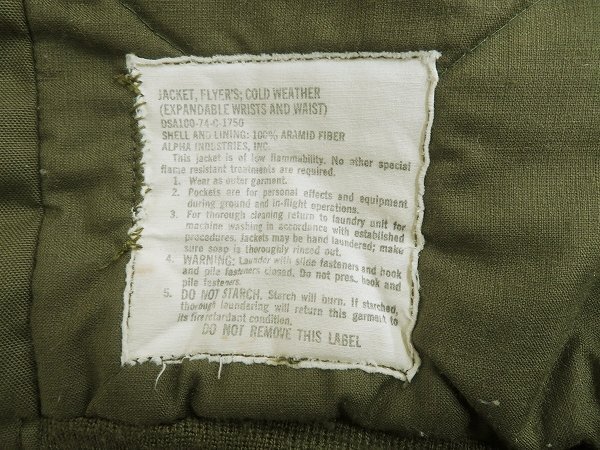 JACKET, FLYER'S; COLD WEATHER
(EXPANDABLE WRISTS AND WAIST)
DSA100-74-C-1750
SHELL AND LINING: 100% ARAMID FIBER
ALPHA INDUSTRIES, INC.
This jacket is of low flammability. No other special
flame resistant treatments are required.
1. Wear as outer garment.
2. Pockets are for personal effects and equipment
during ground and in-flight operations.
3. For thorough cleaning return to laundry unit for
machine washing in accordance with established
procedures. Jackets may be hand laundered; make
sure soap is thoroughly rinced out.
4. WARNING: Launder with slide fasteners and hook
and pile fasteners closed. Do not press hook and
pile fasteners.
5. DO NOT STARCH. Starch will burn. If starched,
thorough laundering will return this garment to
its fire retardant condition.
DO NOT REMOVE THIS LABEL